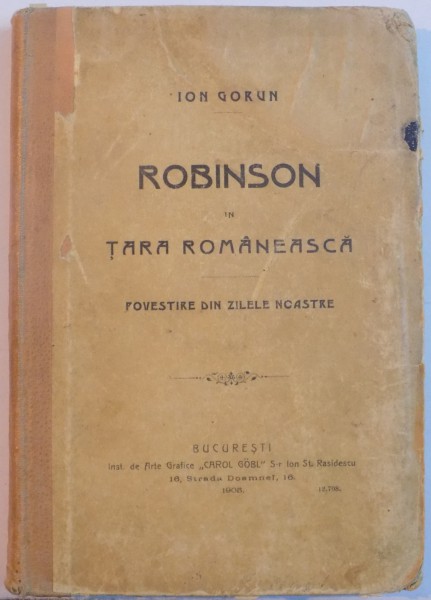 ION GORUN
ROBINSON
IN
ȚARA ROMÂNEASCĂ
POVESTIRE DIN ZILELE NOASTRE
BUCUREȘTI
Inst. de Arte Grafice „CAROL GÖBL" S-r Ion St. Rasidescu
16, Strada Doamnei, 16.